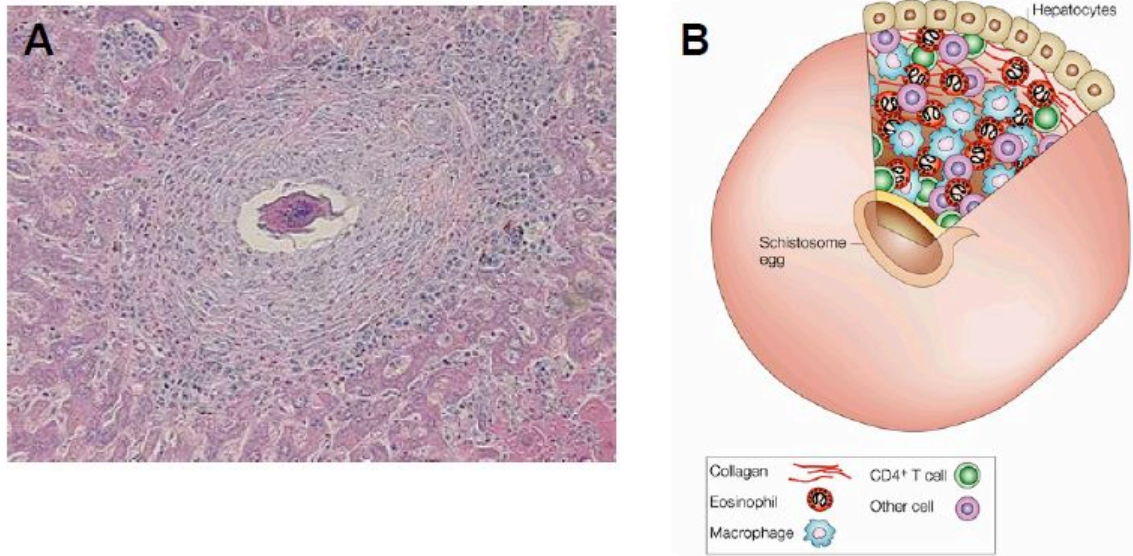 A
B
Hepatocytes
Schistosome
egg
Collagen
CD4⁺ T cell
Eosinophil
Other cell
Macrophage